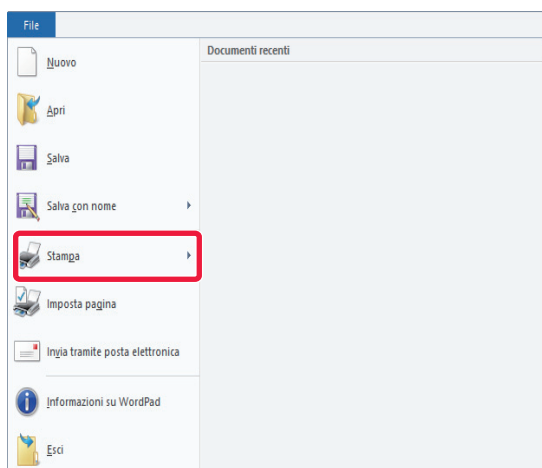 File
Documenti recenti
Nuovo
Apri
Salva
Salva con nome
Stampa
Imposta pagina
Invia tramite posta elettronica
Informazioni su WordPad
Esci